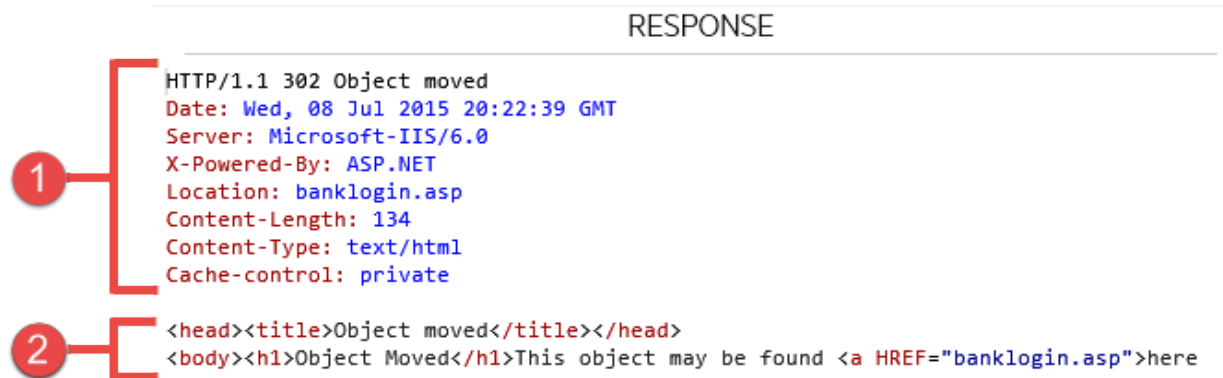 RESPONSE
1
HTTP/1.1 302 Object moved
Date: Wed, 08 Jul 2015 20:22:39 GMT
Server: Microsoft-IIS/6.0
X-Powered-By: ASP.NET
Location: banklogin.asp
Content-Length: 134
Content-Type: text/html
Cache-control: private
2
<head><title>Object moved</title></head>
<body><h1>Object Moved</h1>This object may be found <a HREF="banklogin.asp">here